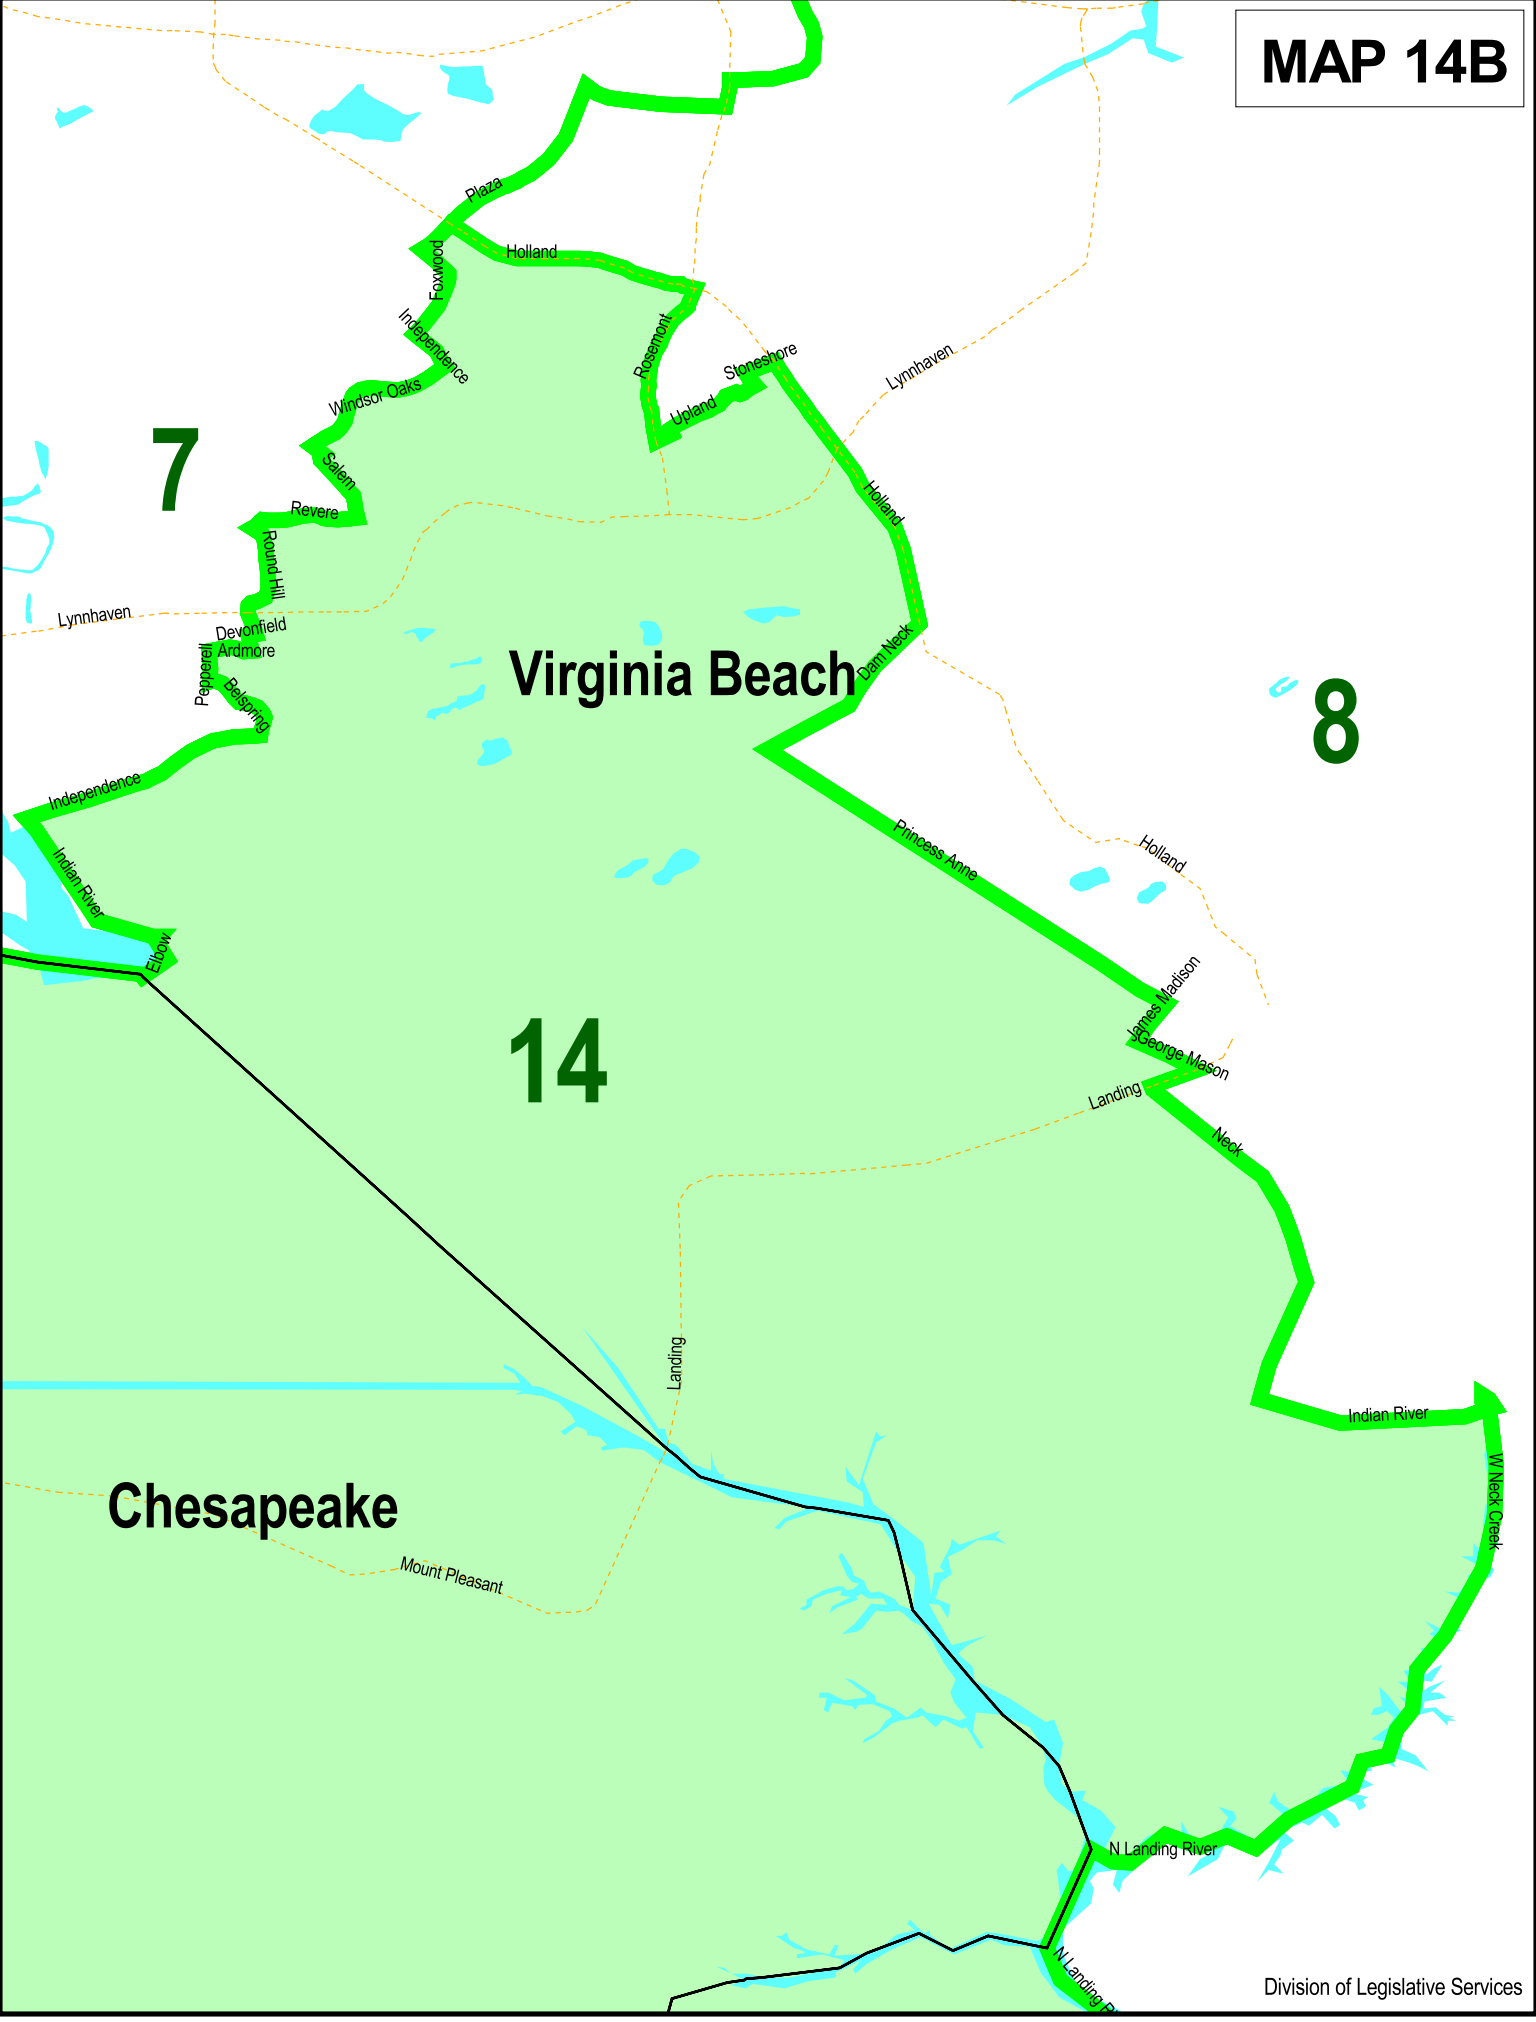 MAP 14B
Plaza
Holland
Foxwood
Independence
Rosemont
Stoneshore
Lynnhaven
Windsor Oaks
Upland
7
Salem
Holland
Revere
Round Hill
Lynnhaven
Devonfield
Ardmore
Pepperell
Belspring
Virginia Beach
Dam Neck
8
Independence
Princess Anne
Holland
Indian River
Elbow
14
James Madison
George Mason
Landing
Neck
Landing
Indian River
W Neck Creek
Chesapeake
Mount Pleasant
N Landing River
N Landing
Division of Legislative Services